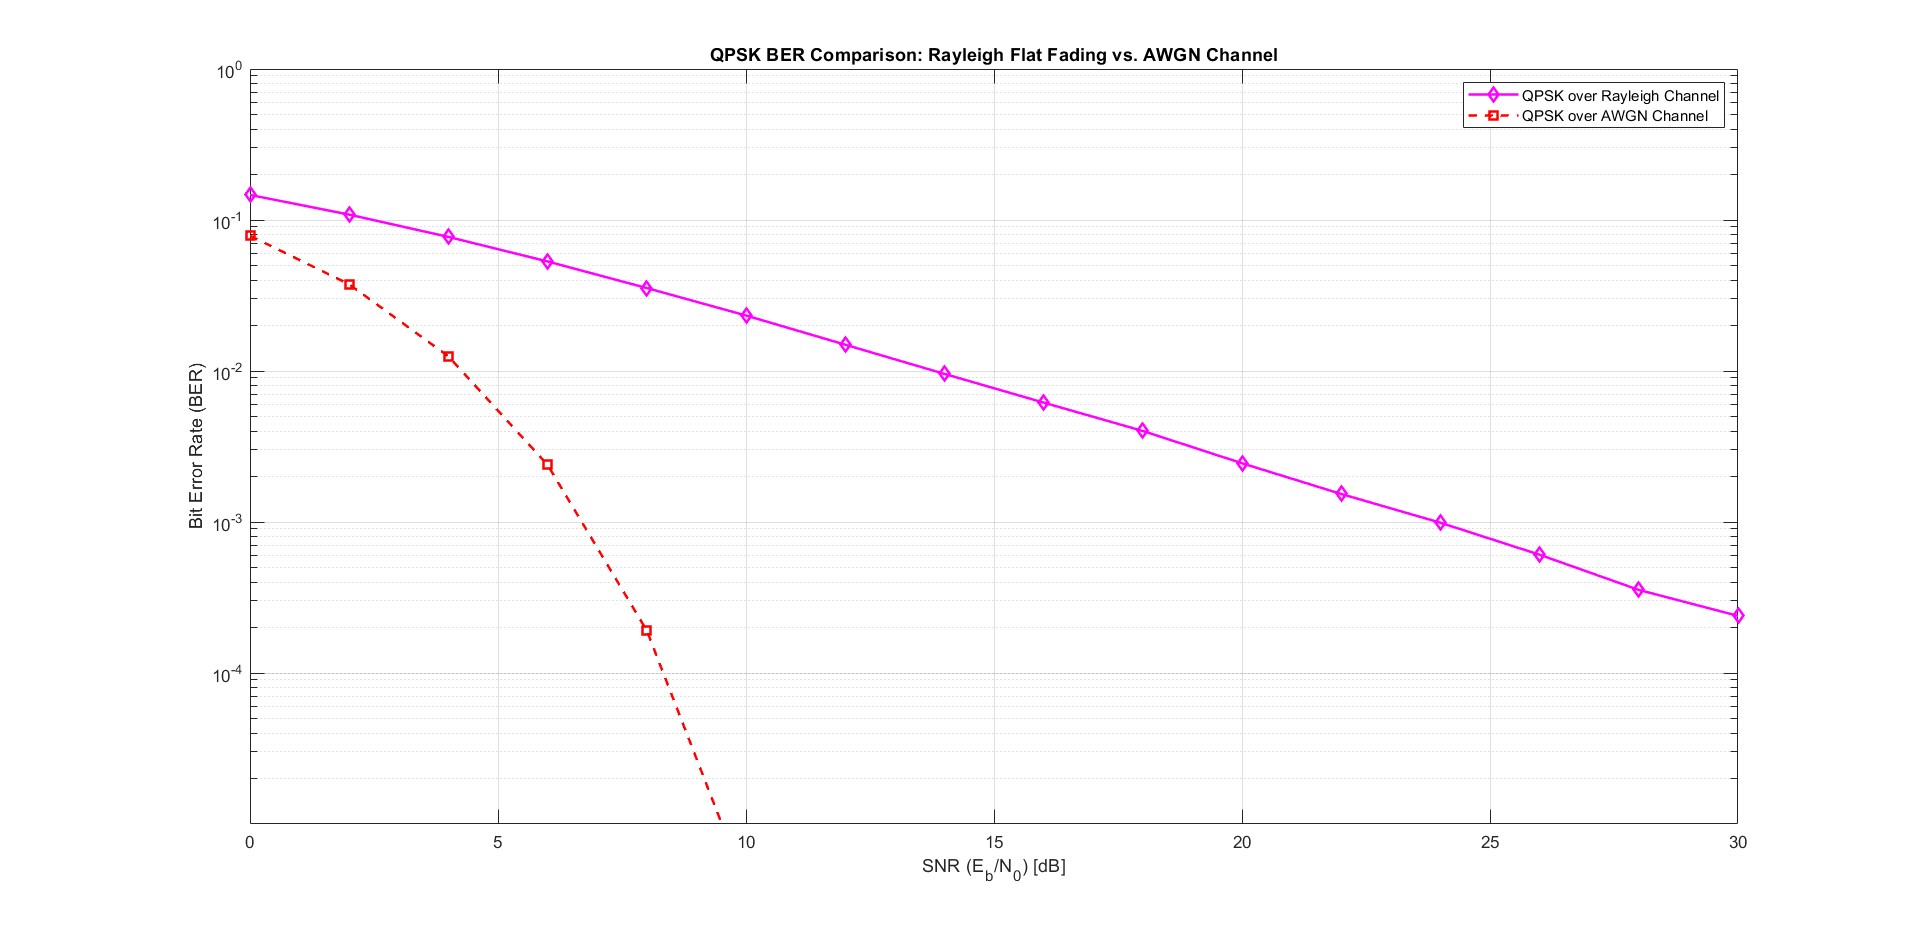 QPSK BER Comparison: Rayleigh Flat Fading vs. AWGN Channel
QPSK over Rayleigh Channel
QPSK over AWGN Channel
10^0
10^-1
10^-2
10^-3
10^-4
Bit Error Rate (BER)
0 5 10 15 20 25 30
SNR (E_b/N_0) [dB]